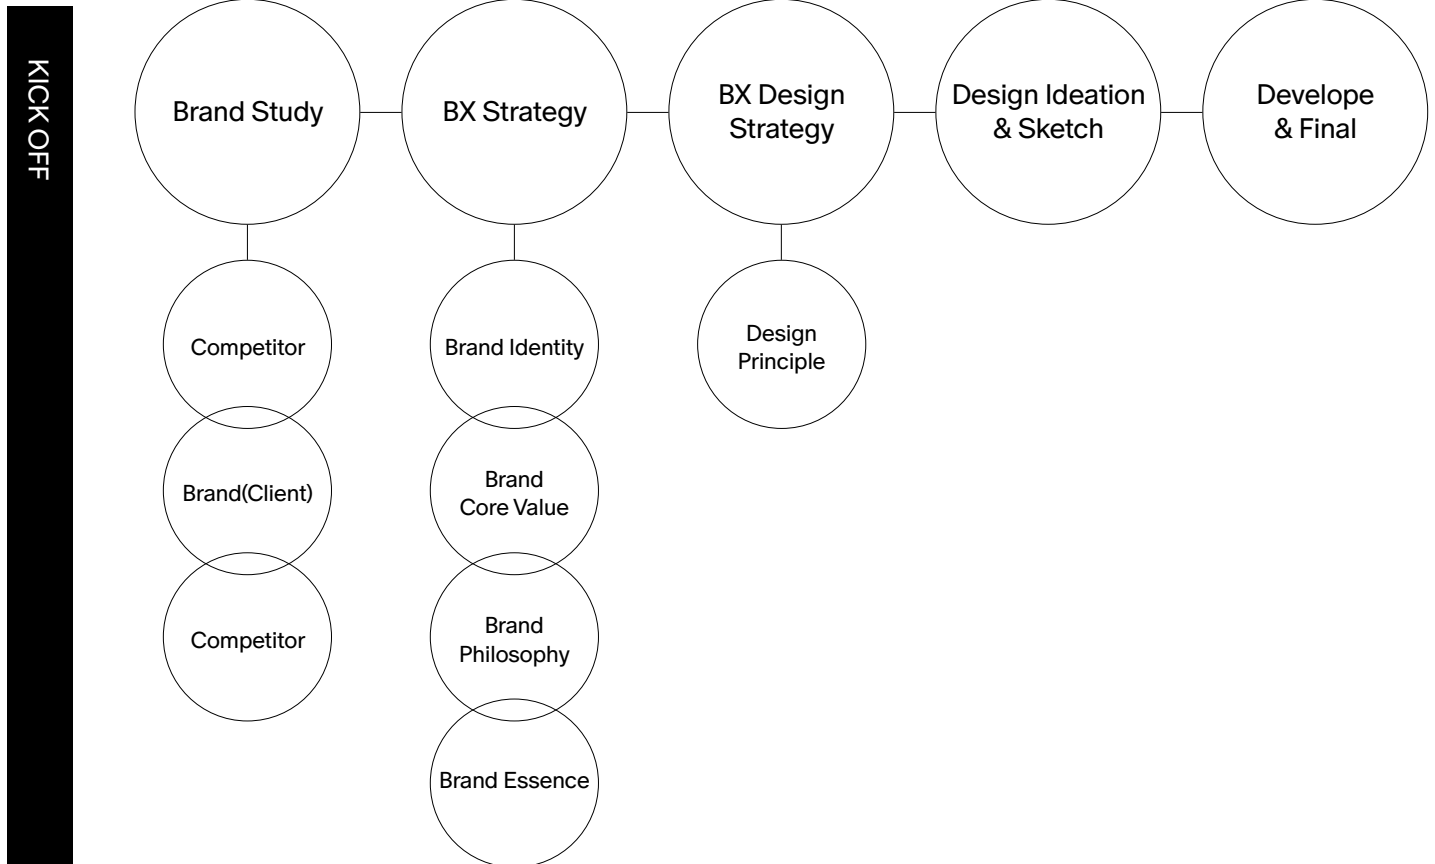 KICK OFF
Brand Study
BX Strategy
BX Design
Strategy
Design Ideation
& Sketch
Develope
& Final
Competitor
Brand(Client)
Competitor
Brand Identity
Brand
Core Value
Brand
Philosophy
Brand Essence
Design
Principle